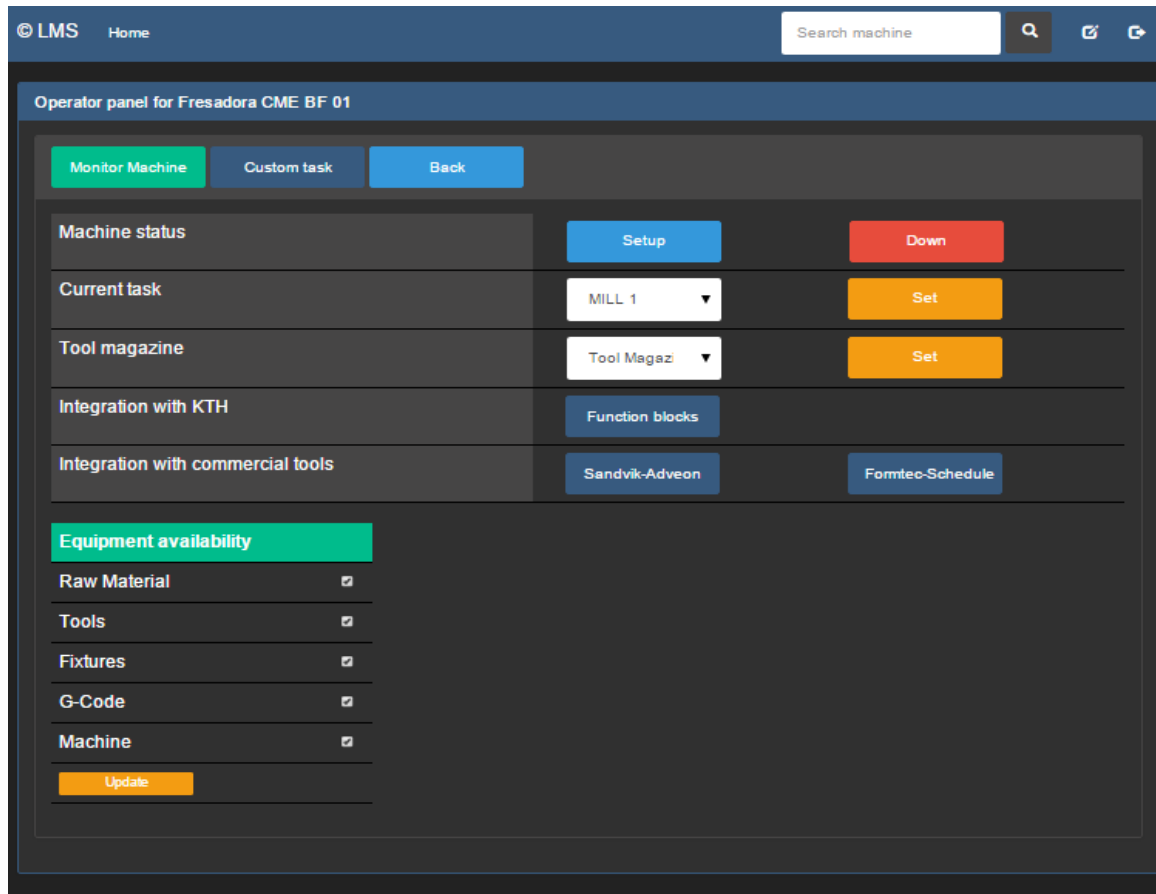 © LMS Home Search machine
Operator panel for Fresadora CME BF 01
Monitor Machine Custom task Back
Machine status Setup Down
Current task MILL 1 Set
Tool magazine Tool Magazi Set
Integration with KTH Function blocks
Integration with commercial tools Sandvik-Adveon Formtec-Schedule
Equipment availability
Raw Material
Tools
Fixtures
G-Code
Machine
Update